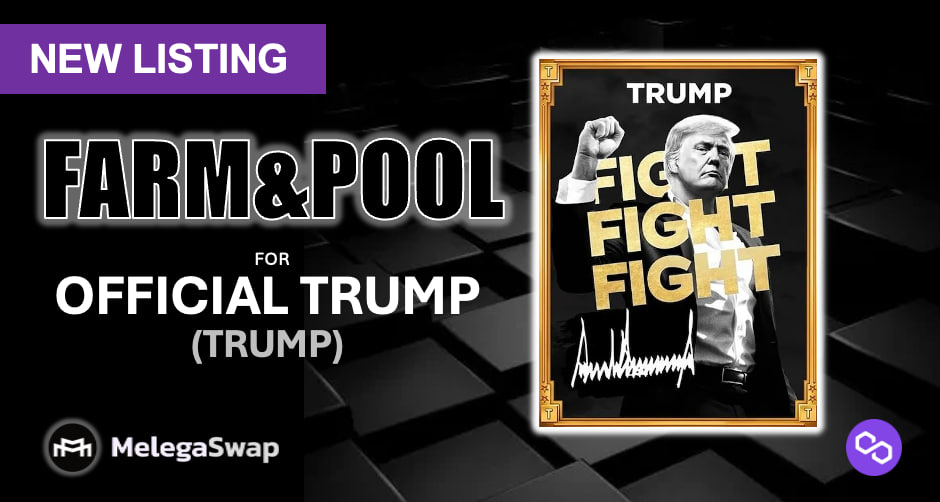 NEW LISTING
FARM&POOL
FOR
OFFICIAL TRUMP
(TRUMP)
MelegaSwap
TRUMP
FIGHT
FIGHT
FIGHT
T
T
T
T